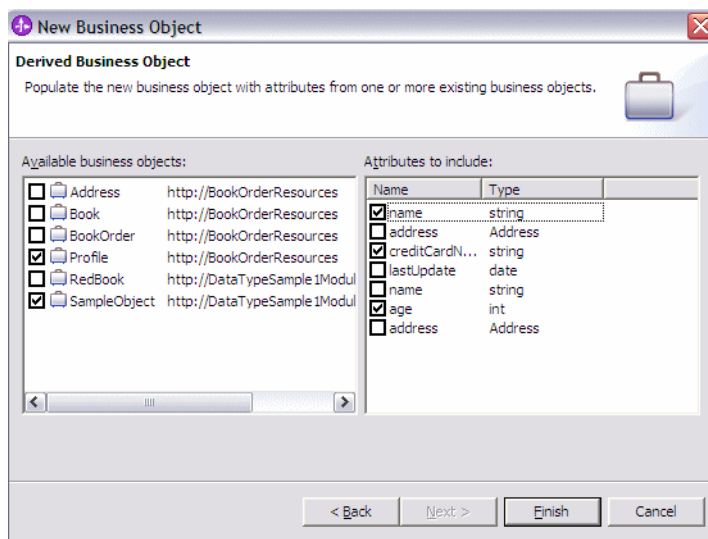 New Business Object
Derived Business Object
Populate the new business object with attributes from one or more existing business objects.
Available business objects:
Address http://BookOrderResources
Book http://BookOrderResources
BookOrder http://BookOrderResources
Profile http://BookOrderResources
RedBook http://DataTypeSample1Modul
SampleObject http://DataTypeSample1Modul
Attributes to include:
Name Type
name string
address Address
creditCardN... string
lastUpdate date
name string
age int
address Address
< Back Next > Finish Cancel